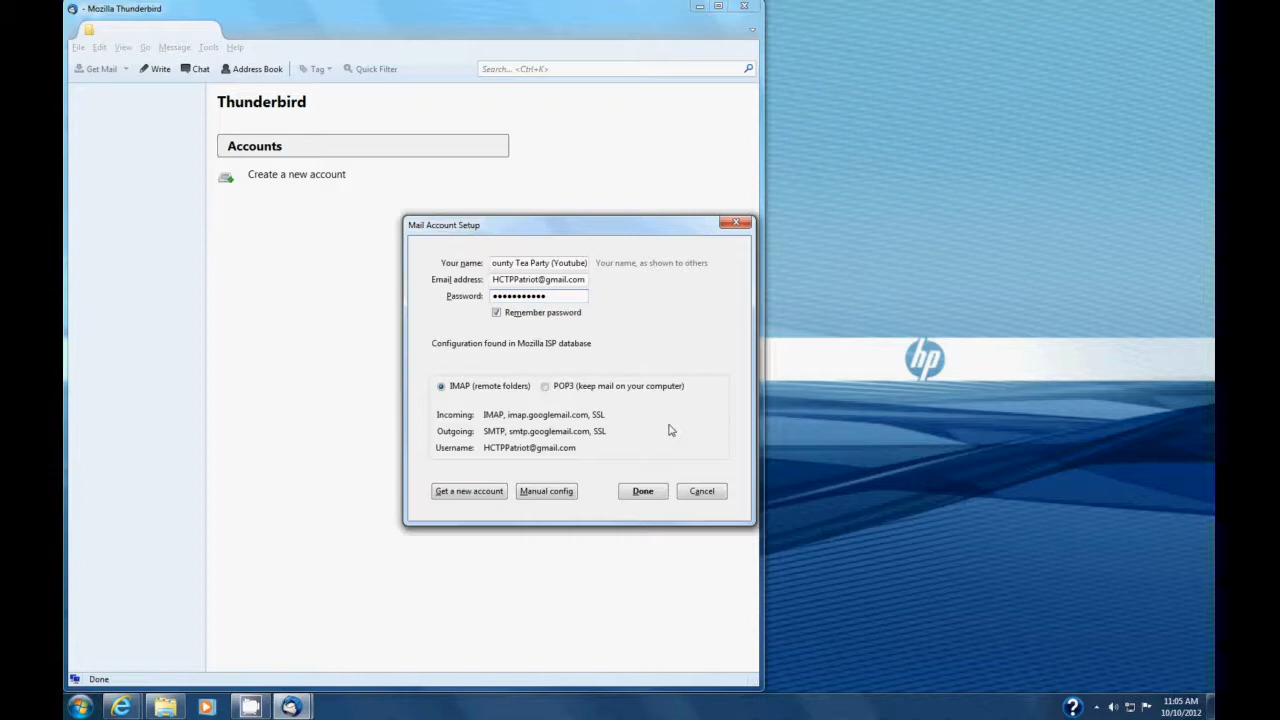 - Mozilla Thunderbird
File Edit View Go Message Tools Help
Get Mail Write Chat Address Book Tag Quick Filter Search... <Ctrl+K>
Thunderbird
Accounts
Create a new account
Mail Account Setup
Your name: ounty Tea Party (Youtube) Your name, as shown to others
Email address: HCTPPatriot@gmail.com
Password: •••••••••••
Remember password
Configuration found in Mozilla ISP database
IMAP (remote folders) POP3 (keep mail on your computer)
Incoming: IMAP, imap.googlemail.com, SSL
Outgoing: SMTP, smtp.googlemail.com, SSL
Username: HCTPPatriot@gmail.com
Get a new account Manual config Done Cancel
hp
Done
11:05 AM
10/10/2012